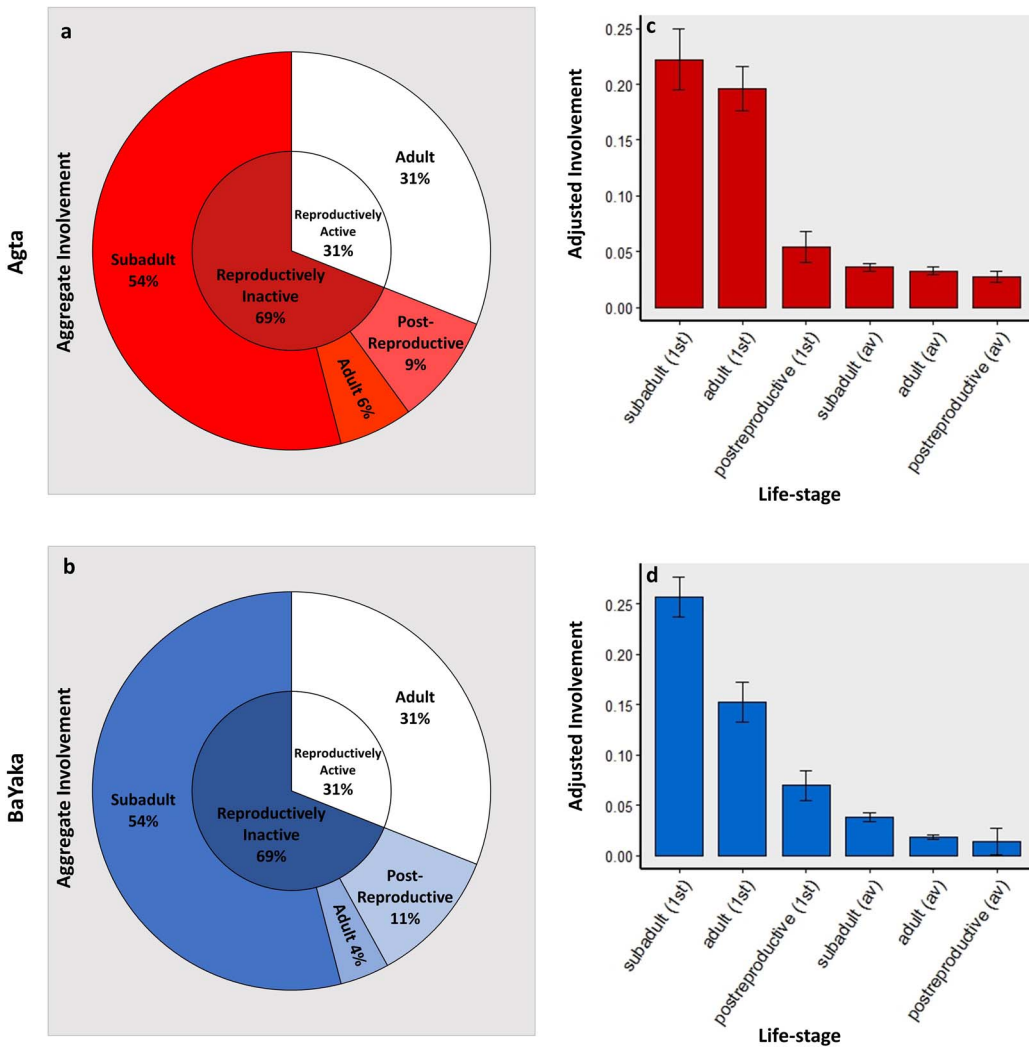 a
Agta
Aggregate Involvement
Adult
31%
Reproductively
Active
31%
Subadult
54%
Reproductively
Inactive
69%
Post-
Reproductive
9%
Adult 6%
c
Adjusted Involvement
0.25
0.20
0.15
0.10
0.05
0.00
subadult (1st)
adult (1st)
postreproductive (1st)
subadult (av)
adult (av)
postreproductive (av)
Life-stage
b
BaYaka
Aggregate Involvement
Adult
31%
Reproductively
Active
31%
Subadult
54%
Reproductively
Inactive
69%
Post-
Reproductive
11%
Adult 4%
d
Adjusted Involvement
0.25
0.20
0.15
0.10
0.05
0.00
subadult (1st)
adult (1st)
postreproductive (1st)
subadult (av)
adult (av)
postreproductive (av)
Life-stage